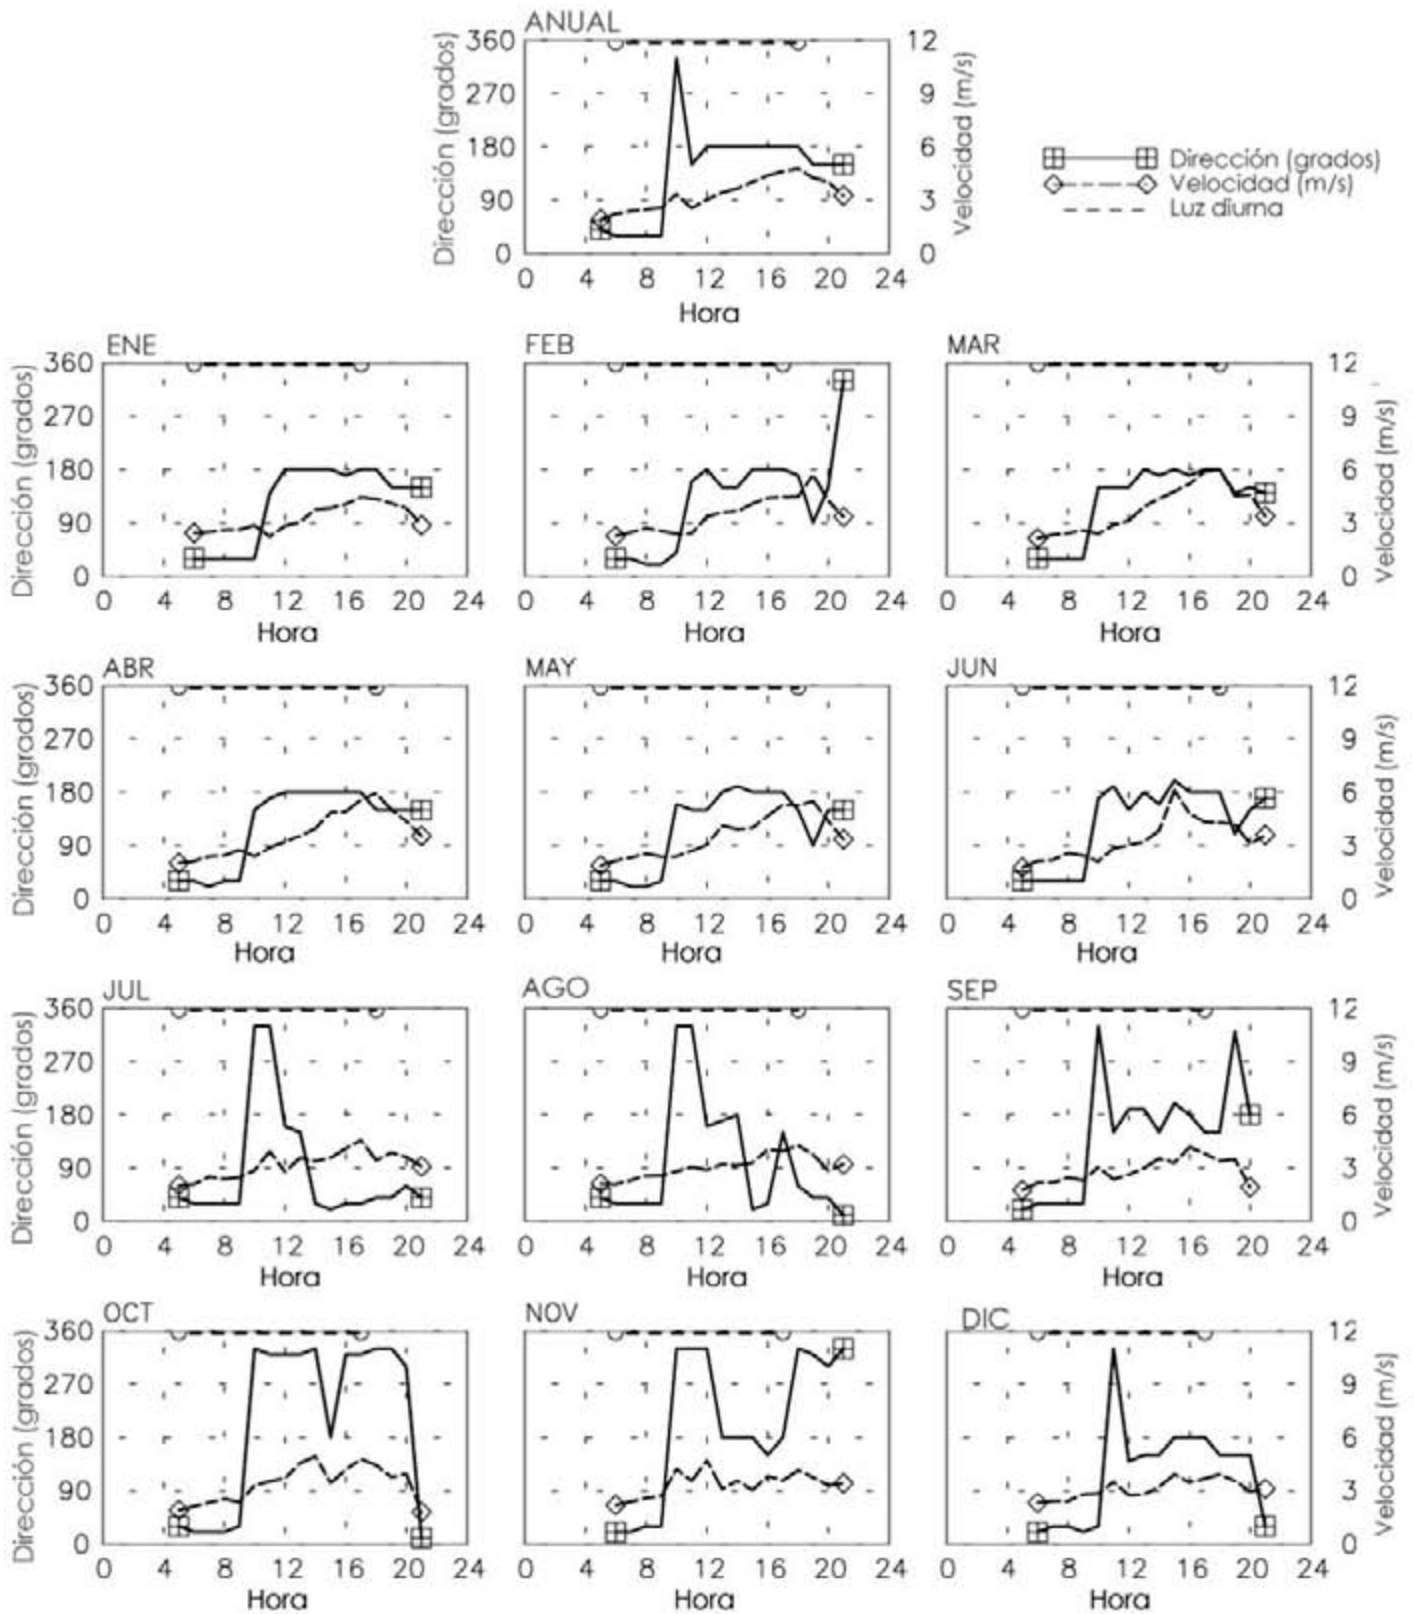 ANUAL
360 270 180 90 0
Dirección (grados)
12 9 6 3 0
Velocidad (m/s)
0 4 8 12 16 20 24
Hora
Dirección (grados)
Velocidad (m/s)
Luz diurna
ENE FEB MAR
360 270 180 90 0
Dirección (grados)
12 9 6 3 0
Velocidad (m/s)
0 4 8 12 16 20 24 0 4 8 12 16 20 24 0 4 8 12 16 20 24
Hora Hora Hora
ABR MAY JUN
360 270 180 90 0
Dirección (grados)
12 9 6 3 0
Velocidad (m/s)
0 4 8 12 16 20 24 0 4 8 12 16 20 24 0 4 8 12 16 20 24
Hora Hora Hora
JUL AGO SEP
360 270 180 90 0
Dirección (grados)
12 9 6 3 0
Velocidad (m/s)
0 4 8 12 16 20 24 0 4 8 12 16 20 24 0 4 8 12 16 20 24
Hora Hora Hora
OCT NOV DIC
360 270 180 90 0
Dirección (grados)
12 9 6 3 0
Velocidad (m/s)
0 4 8 12 16 20 24 0 4 8 12 16 20 24 0 4 8 12 16 20 24
Hora Hora Hora